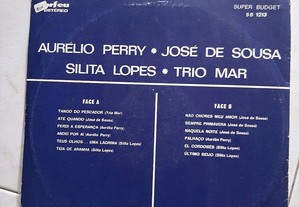 orfeu
ESTÉREO
SUPER BUDGET
SB 1213
AURÉLIO PERRY • JOSÉ DE SOUSA
SILITA LOPES • TRIO MAR
FACE A
TANGO DO PESCADOR (Trio Mar)
ATÉ QUANDO (José de Sousa)
PERDI A ESPERANÇA (Aurélio Perry)
ANDEI POR AÍ (Aurélio Perry)
TEUS OLHOS... UMA LÁGRIMA (Silita Lopes)
TEIA DE ARANHA (Silita Lopes)
FACE B
NÃO CHORES MEU AMOR (José de Sousa)
SEMPRE PRIMAVERA (José de Sousa)
NAQUELA NOITE (José de Sousa)
PALHAÇO (Aurélio Perry)
EL CORDOBÉS (Silita Lopes)
ÚLTIMO BEIJO (Silita Lopes)